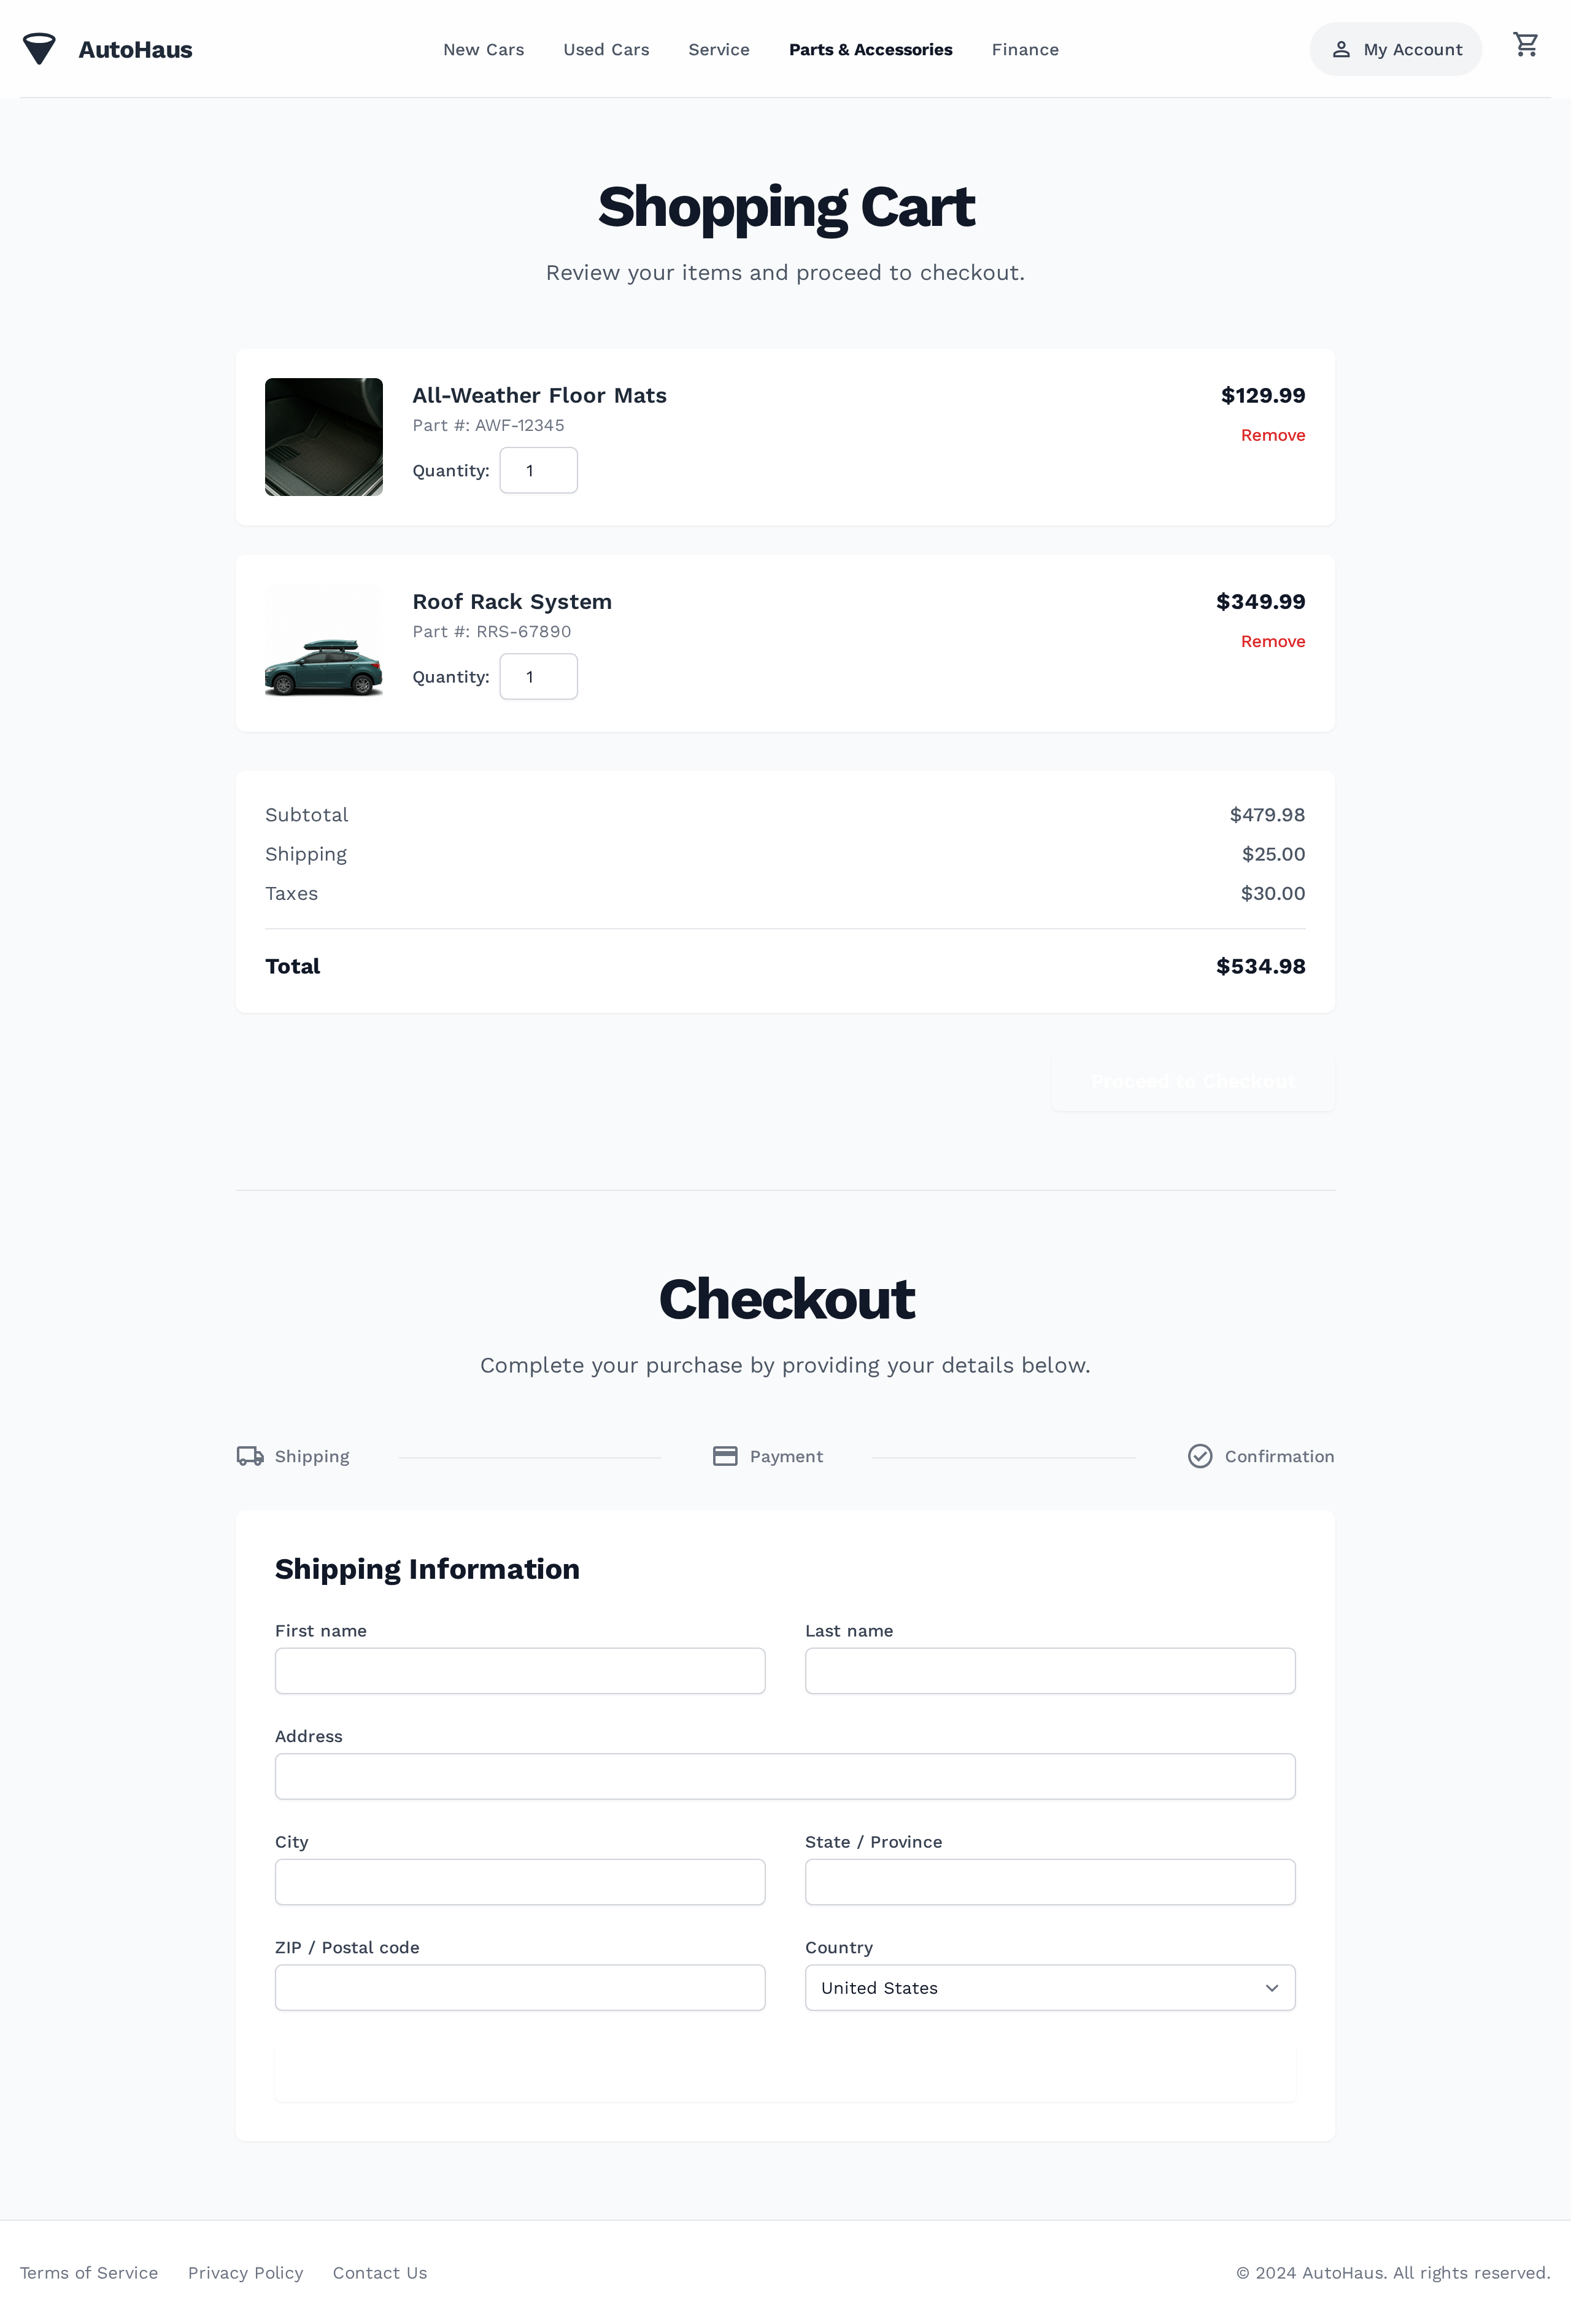 AutoHaus
New Cars
Used Cars
Service
Parts & Accessories
Finance
My Account
Shopping Cart
Review your items and proceed to checkout.
All-Weather Floor Mats
$129.99
Part #: AWF-12345
Remove
Quantity: 1
Roof Rack System
$349.99
Part #: RRS-67890
Remove
Quantity: 1
Subtotal $479.98
Shipping $25.00
Taxes $30.00
Total $534.98
Proceed to Checkout
Checkout
Complete your purchase by providing your details below.
Shipping
Payment
Confirmation
Shipping Information
First name
Last name
Address
City
State / Province
ZIP / Postal code
Country
United States
Terms of Service
Privacy Policy
Contact Us
© 2024 AutoHaus. All rights reserved.